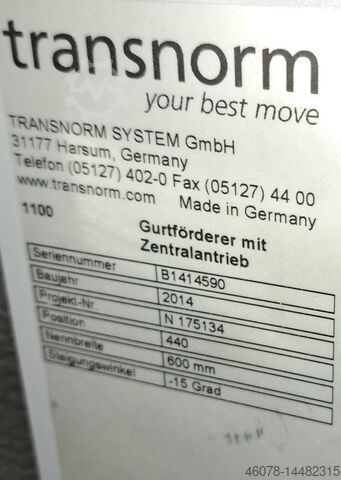 transnorm
your best move
TRANSNORM SYSTEM GmbH
31177 Harsum, Germany
Telefon (05127) 402-0 Fax (05127) 44 00
www.transnorm.com Made in Germany
1100 Gurtförderer mit
Zentralantrieb
Seriennummer B1414590
Baujahr 2014
Projekt-Nr. N 175134
Position 440
Nennbreite 600 mm
Steigungswinkel -15 Grad
46078-14482315